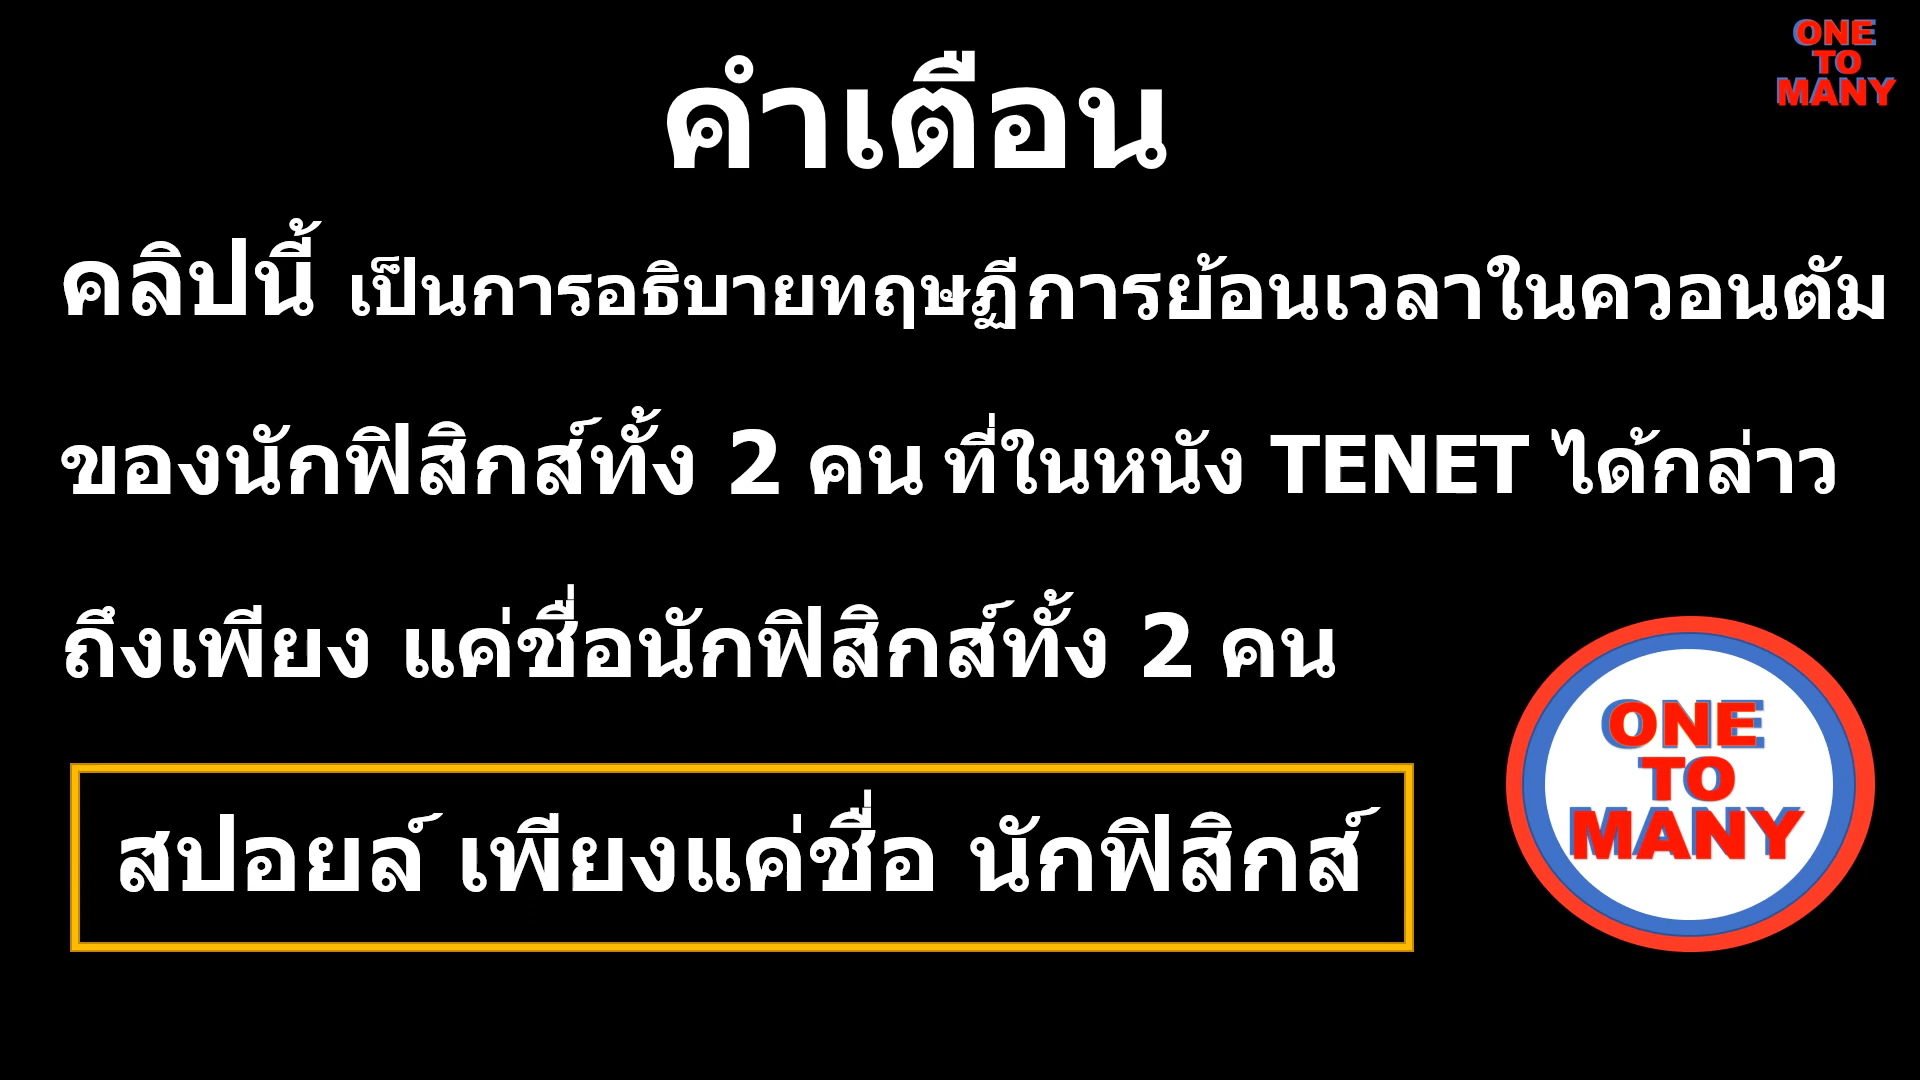 ONE
TO
MANY
คำเตือน
คลิปนี้ เป็นการอธิบายทฤษฎีการย้อนเวลาในควอนตัม
ของนักฟิสิกส์ทั้ง 2 คน ที่ในหนัง TENET ได้กล่าว
ถึงเพียง แค่ชื่อนักฟิสิกส์ทั้ง 2 คน
สปอยล์ เพียงแค่ชื่อ นักฟิสิกส์
ONE
TO
MANY